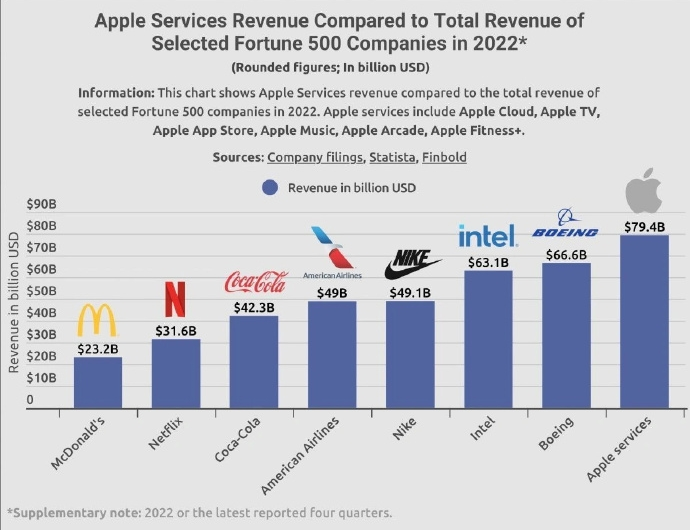 Apple Services Revenue Compared to Total Revenue of
Selected Fortune 500 Companies in 2022*
(Rounded figures; In billion USD)
Information: This chart shows Apple Services revenue compared to the total revenue of
selected Fortune 500 companies in 2022. Apple services include Apple Cloud, Apple TV,
Apple App Store, Apple Music, Apple Arcade, Apple Fitness+.
Sources: Company filings, Statista, Finbold
Revenue in billion USD
Revenue in billion USD
$90B
$80B
$70B
$60B
$50B
$40B
$30B
$20B
$10B
0
$23.2B
N
$31.6B
Coca-Cola
$42.3B
American Airlines
$49B
NIKE
$49.1B
intel.
$63.1B
BOEING
$66.6B
$79.4B
McDonald's
Netflix
Coca-Cola
American Airlines
Nike
Intel
Boeing
Apple services
*Supplementary note: 2022 or the latest reported four quarters.